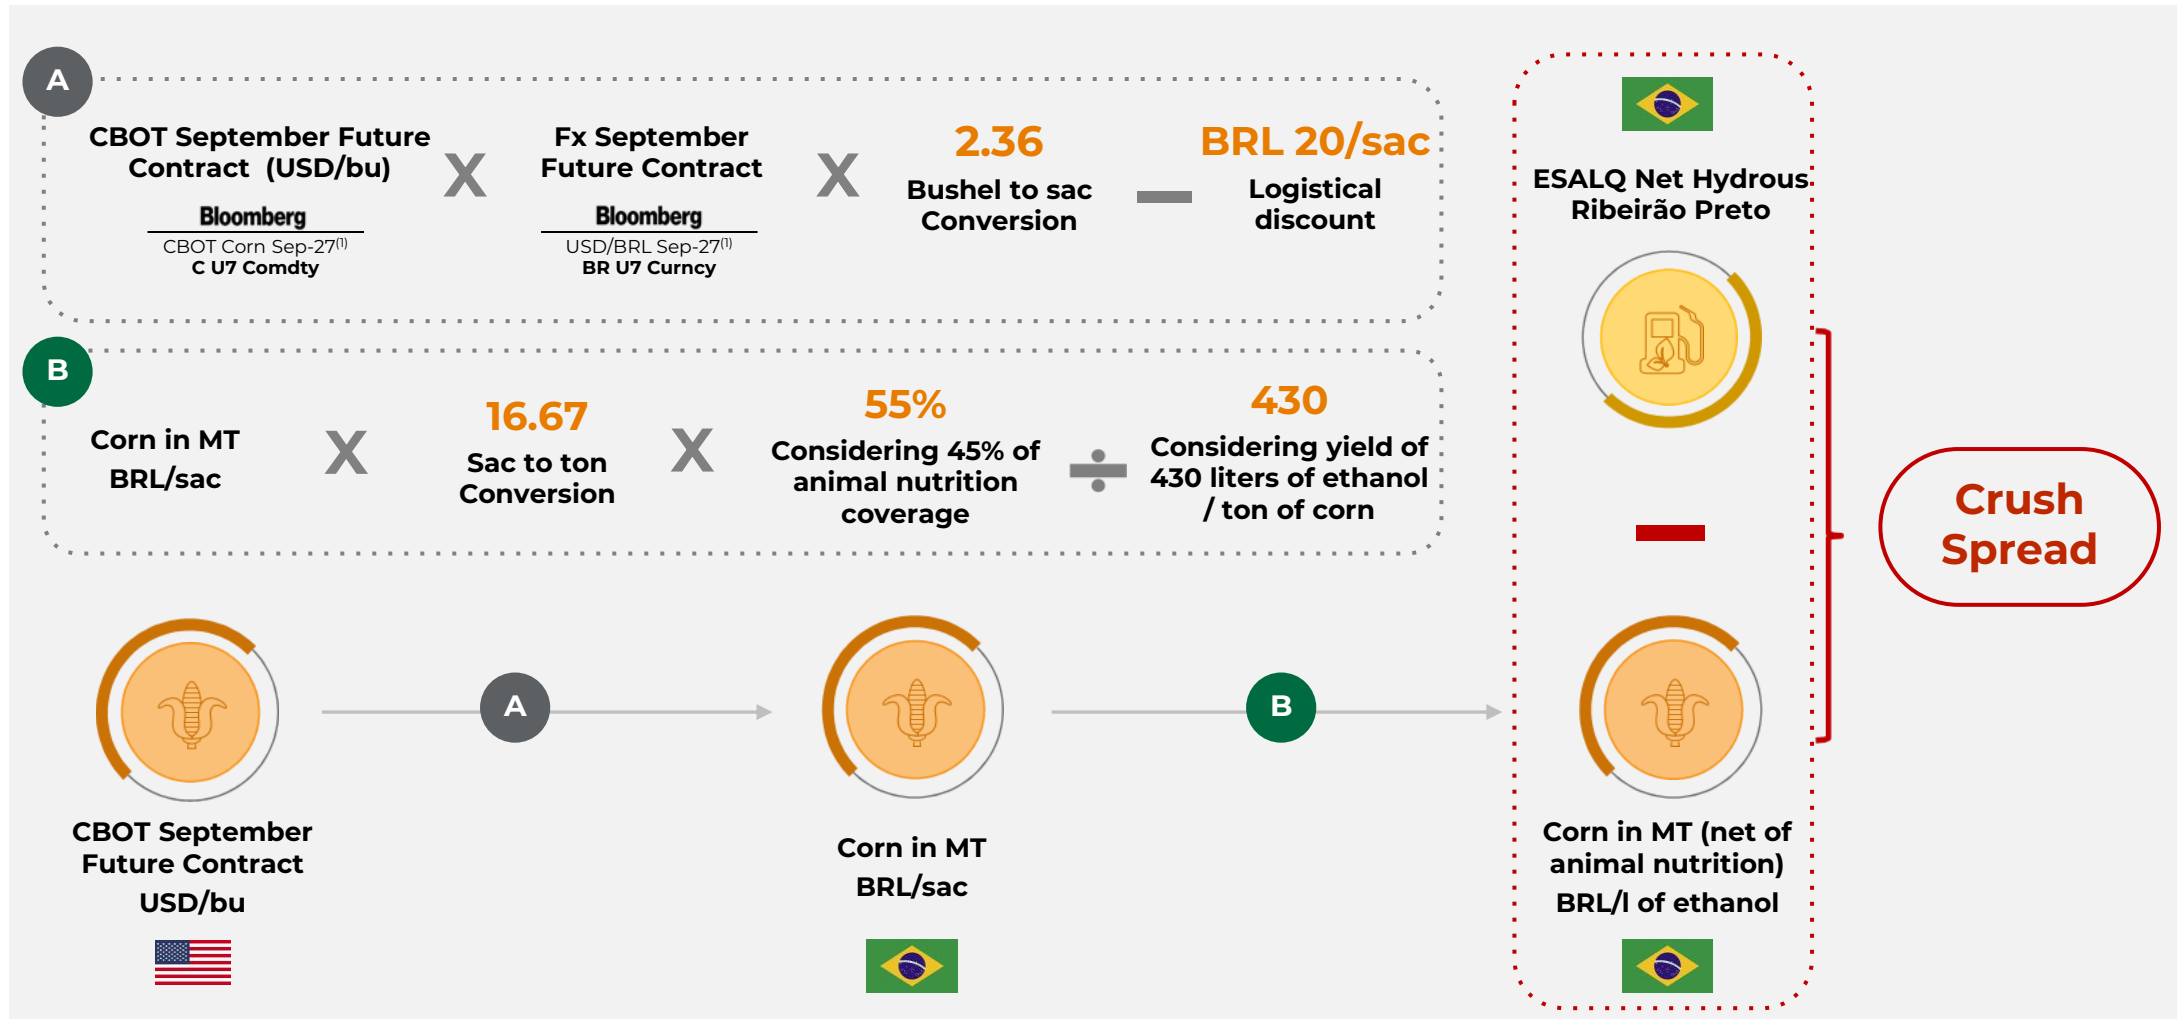 A
CBOT September Future
Contract (USD/bu)
Bloomberg
CBOT Corn Sep-27(1)
C U7 Comdty
X
Fx September
Future Contract
Bloomberg
USD/BRL Sep-27(1)
BR U7 Curncy
X
2.36
Bushel to sac
Conversion
BRL 20/sac
Logistical
discount
B
Corn in MT
BRL/sac
X
16.67
Sac to ton
Conversion
X
55%
Considering 45% of
animal nutrition
coverage
÷
430
Considering yield of
430 liters of ethanol
/ ton of corn
ESALQ Net Hydrous
Ribeirão Preto
Crush
Spread
CBOT September
Future Contract
USD/bu
A
Corn in MT
BRL/sac
B
Corn in MT (net of
animal nutrition)
BRL/l of ethanol